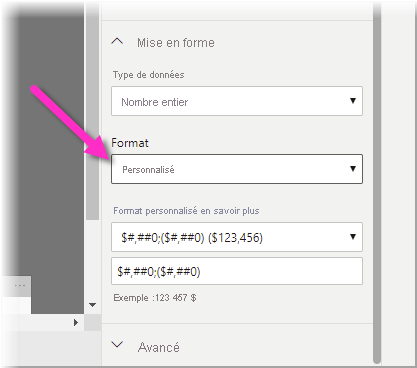 Mise en forme
Type de données
Nombre entier
Format
Personnalisé
Format personnalisé en savoir plus
$#,##0;($#,##0) ($123,456)
$#,##0;($#,##0)
Exemple :123 457 $
Avancé